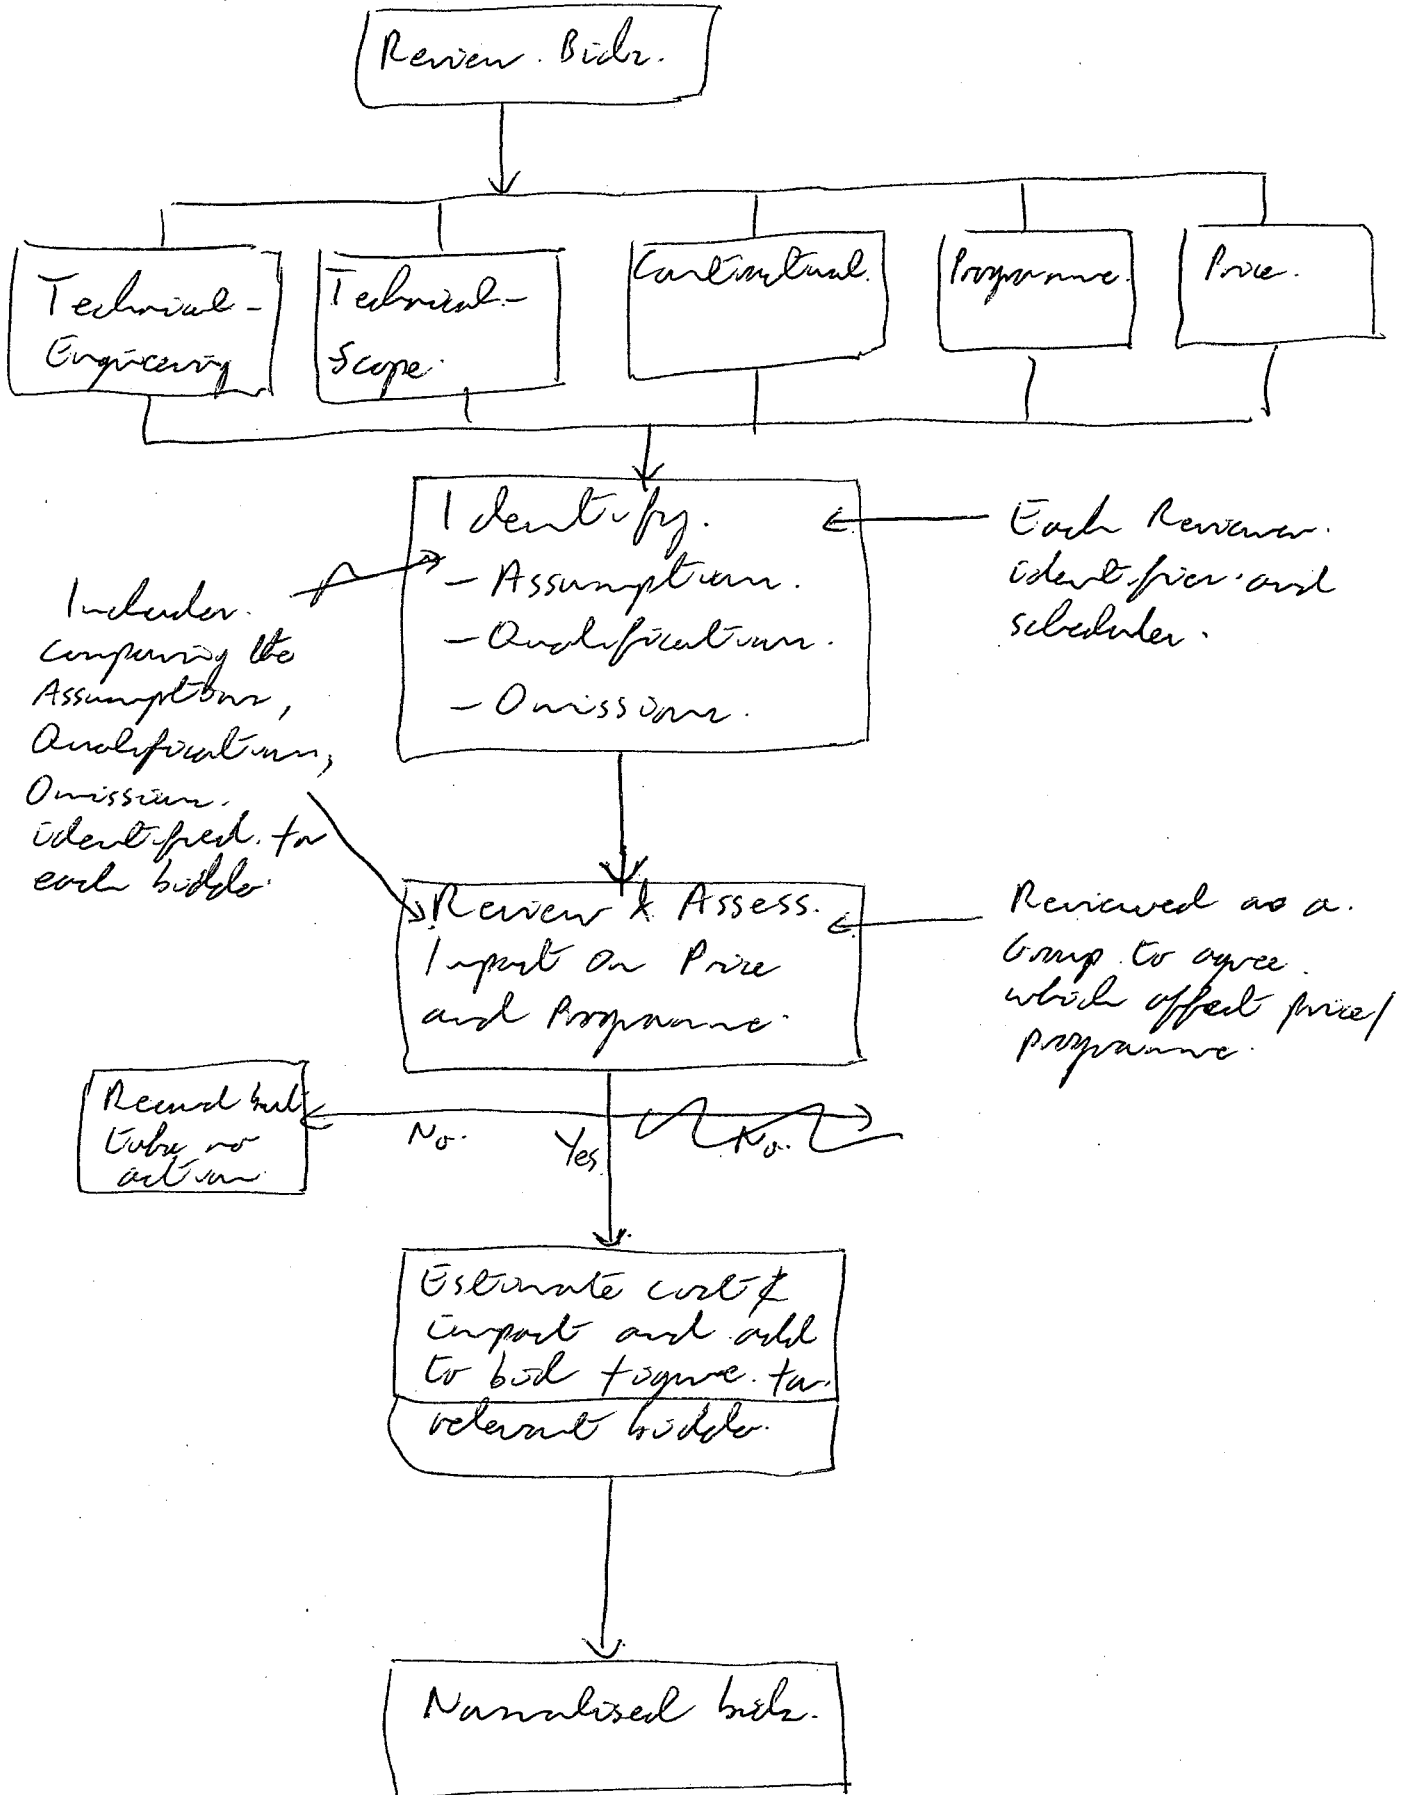 Review Bids.
Technical -
Engineering
Technical -
Scope.
Contractual.
Programme.
Price.
Identify.
- Assumptions.
- Qualifications.
- Omissions.
Each Reviewer.
identifies and
schedules.
Includes.
comparing the
Assumptions,
Qualifications,
Omissions.
identified for
each bidder.
Review & Assess.
Impact on Price
and Programme.
Reviewed as a.
Group to agree.
which affect price/
programme.
Record but
take no
action
No.
Yes
No.
Estimate cost
impact and add
to bid figure for
relevant bidder.
Normalised bids.